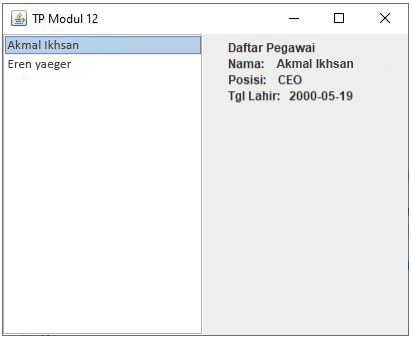 TP Modul 12
Akmal Ikhsan
Eren yaeger
Daftar Pegawai
Nama: Akmal Ikhsan
Posisi: CEO
Tgl Lahir: 2000-05-19